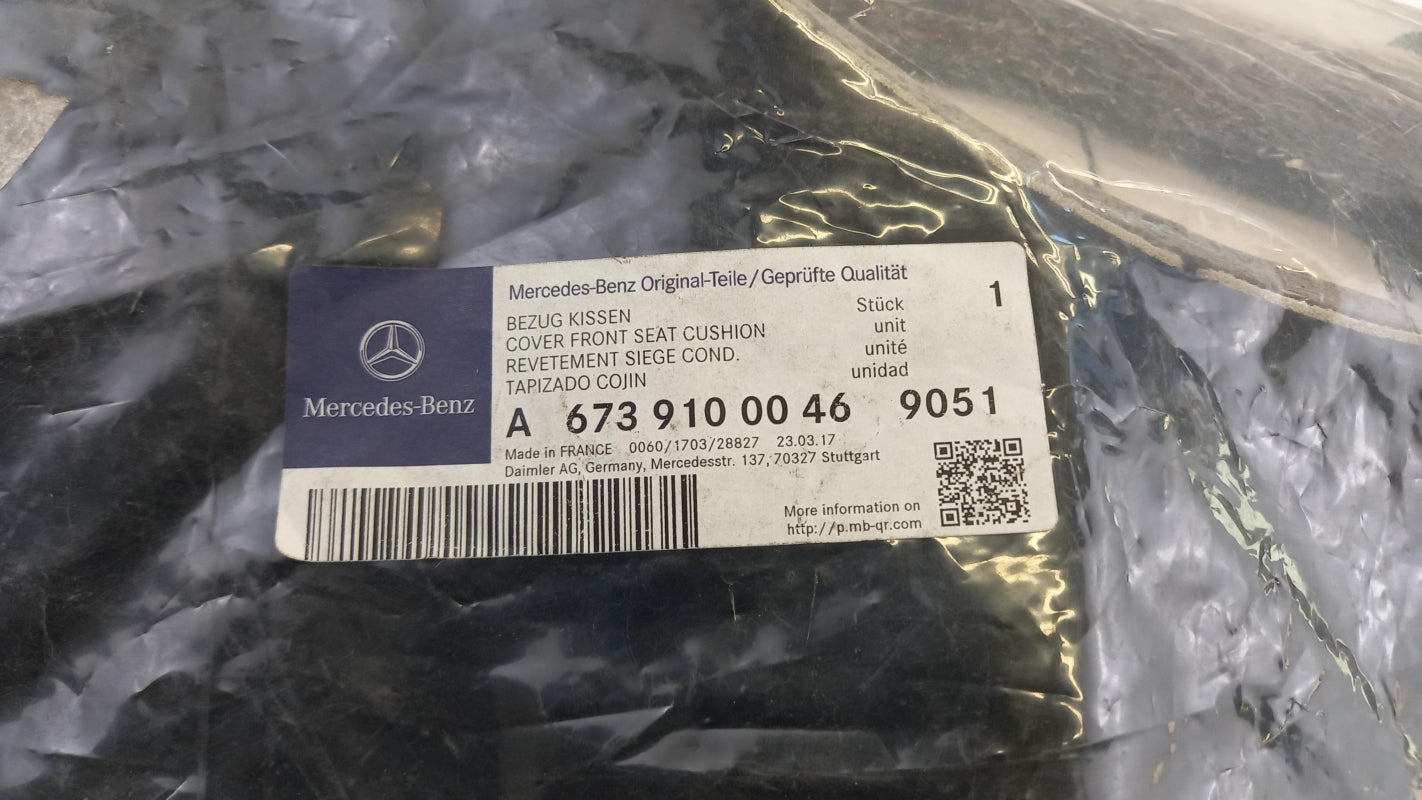 Mercedes-Benz
Mercedes-Benz Original-Teile/Geprüfte Qualität
BEZUG KISSEN
COVER FRONT SEAT CUSHION
REVETEMENT SIEGE COND.
TAPIZADO COJIN
Stück 1
unit
unité
unidad
A 673 910 00 46 9051
Made in FRANCE 0060/1703/28827 23.03.17
Daimler AG, Germany, Mercedesstr. 137, 70327 Stuttgart
More information on
http://p.mb-qr.com